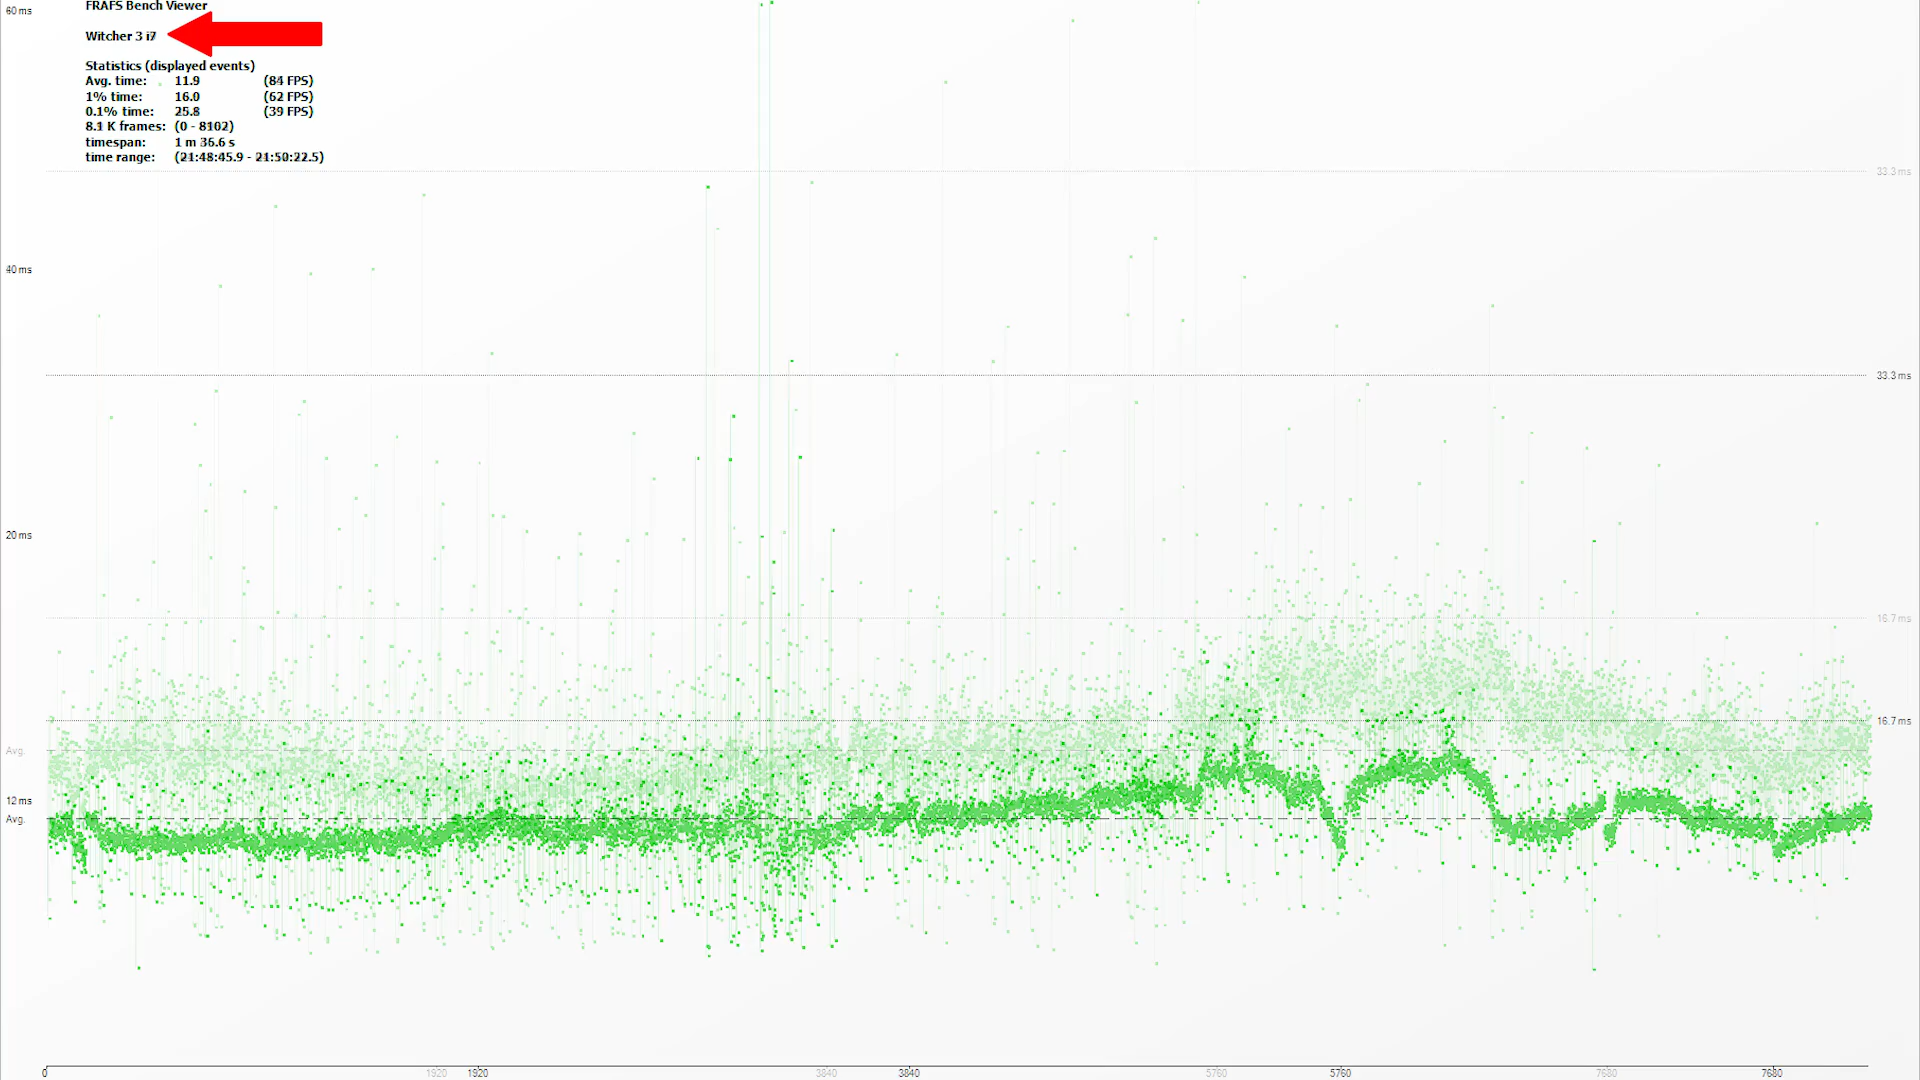 FRAFS Bench Viewer
60 ms
Witcher 3 i7
Statistics (displayed events)
Avg. time: 11.9 (84 FPS)
1% time: 16.0 (62 FPS)
0.1% time: 25.8 (39 FPS)
8.1 K frames: (0 - 8102)
timespan: 1 m 36.6 s
time range: (21:48:45.9 - 21:50:22.5)
33.3 ms
40 ms
33.3 ms
20 ms
16.7 ms
16.7 ms
Avg.
12 ms
Avg.
0 1920 1920 3840 3840 5760 5760 7680 7680